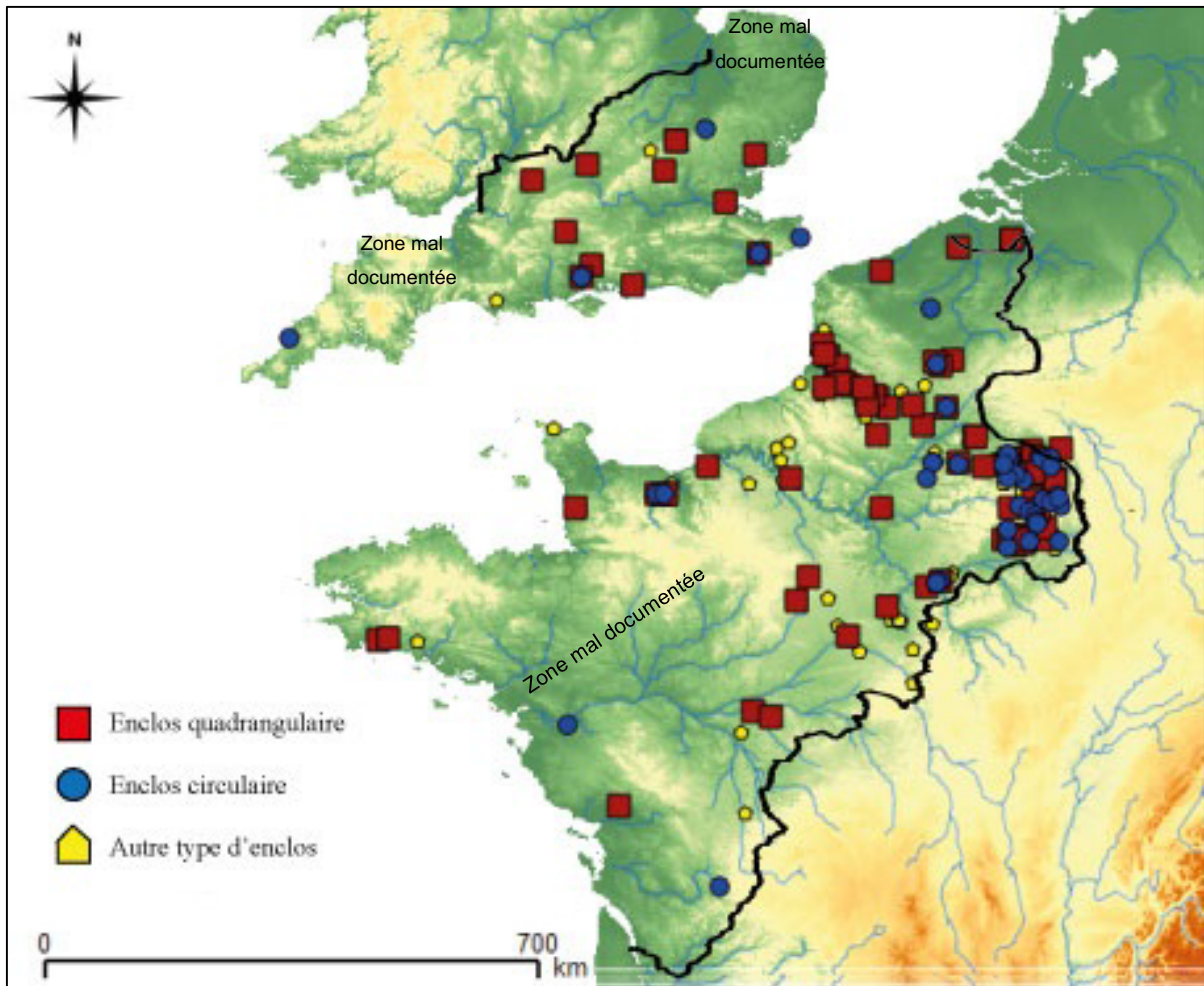 Zone mal
documentée
N
Zone mal
documentée
Zone mal documentée
Enclos quadrangulaire
Enclos circulaire
Autre type d'enclos
0 700
km